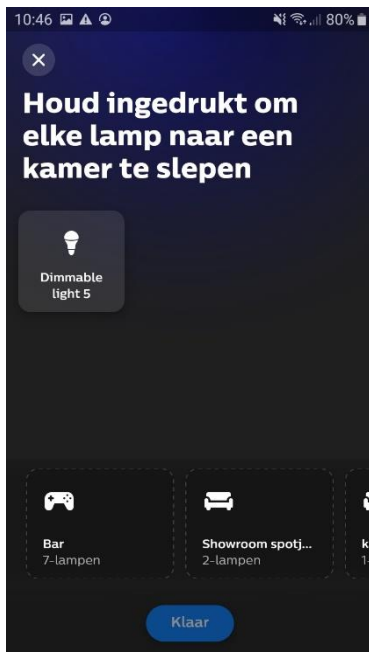 10:46 80%
Houd ingedrukt om
elke lamp naar een
kamer te slepen
Dimmable
light 5
Bar
7-lampen
Showroom spotj...
2-lampen
k
1-
Klaar